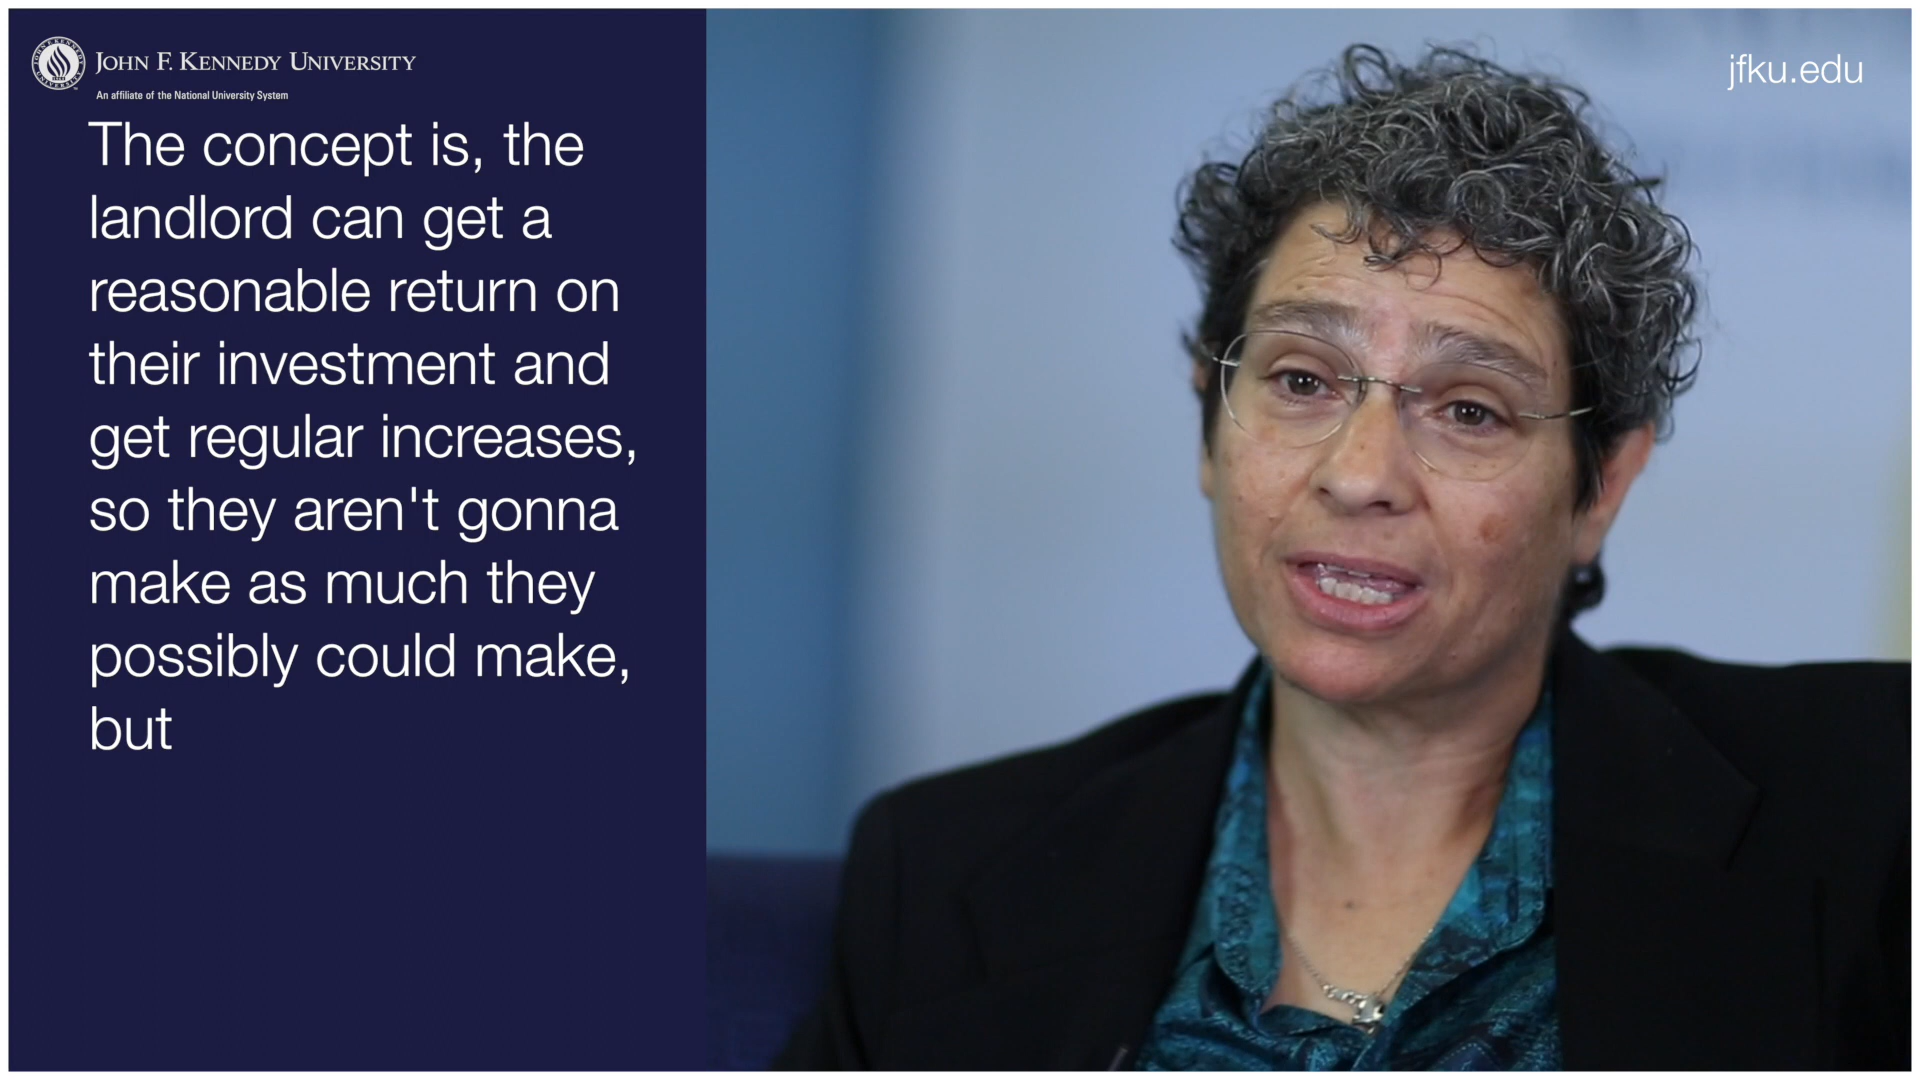 JOHN F. KENNEDY UNIVERSITY
An affiliate of the National University System
jfku.edu
The concept is, the
landlord can get a
reasonable return on
their investment and
get regular increases,
so they aren't gonna
make as much they
possibly could make,
but